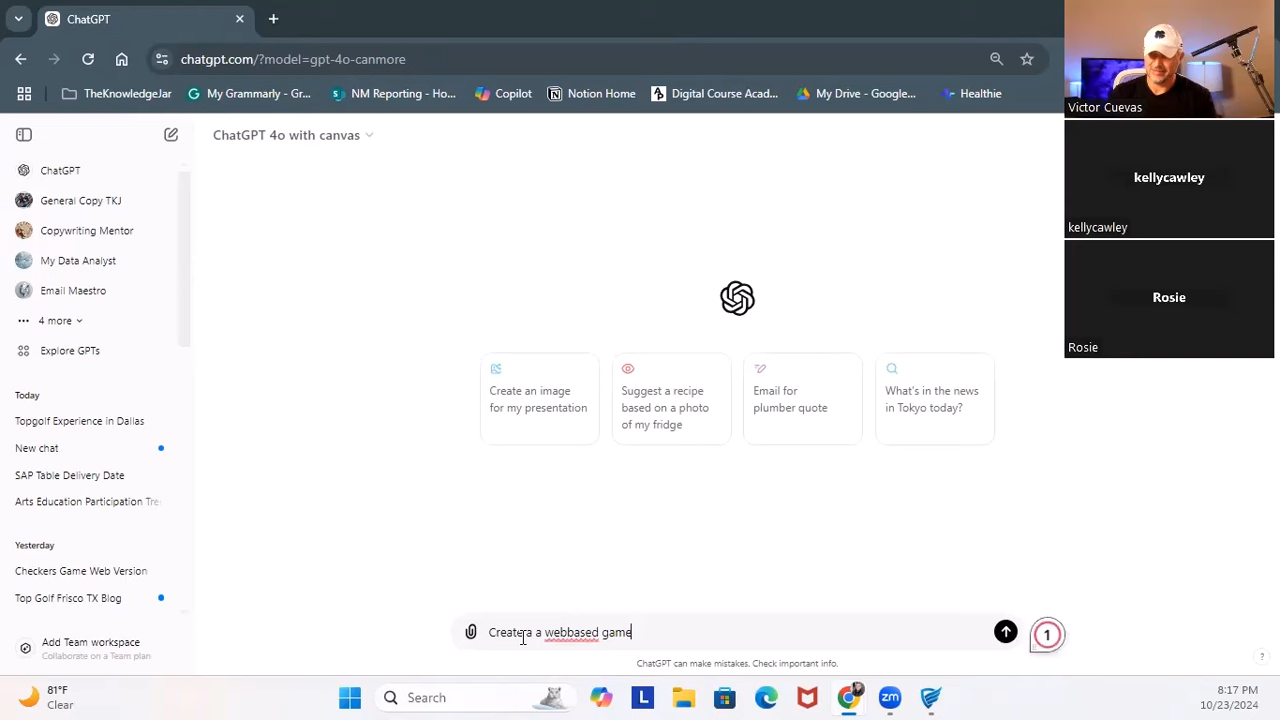 ChatGPT
chatgpt.com/?model=gpt-4o-canmore
TheKnowledgeJar
My Grammarly - Gr...
NM Reporting - Ho...
Copilot
Notion Home
Digital Course Acad...
My Drive - Google...
Healthie
ChatGPT 4o with canvas
ChatGPT
General Copy TKJ
Copywriting Mentor
My Data Analyst
Email Maestro
4 more
Explore GPTs
Today
Topgolf Experience in Dallas
New chat
SAP Table Delivery Date
Arts Education Participation Tre
Yesterday
Checkers Game Web Version
Top Golf Frisco TX Blog
Add Team workspace
Collaborate on a Team plan
Create an image
for my presentation
Suggest a recipe
based on a photo
of my fridge
Email for
plumber quote
What's in the news
in Tokyo today?
Createra a webbased game
1
ChatGPT can make mistakes. Check important info.
?
Victor Cuevas
kellycawley
kellycawley
Rosie
Rosie
81°F
Clear
Search
L
8:17 PM
10/23/2024